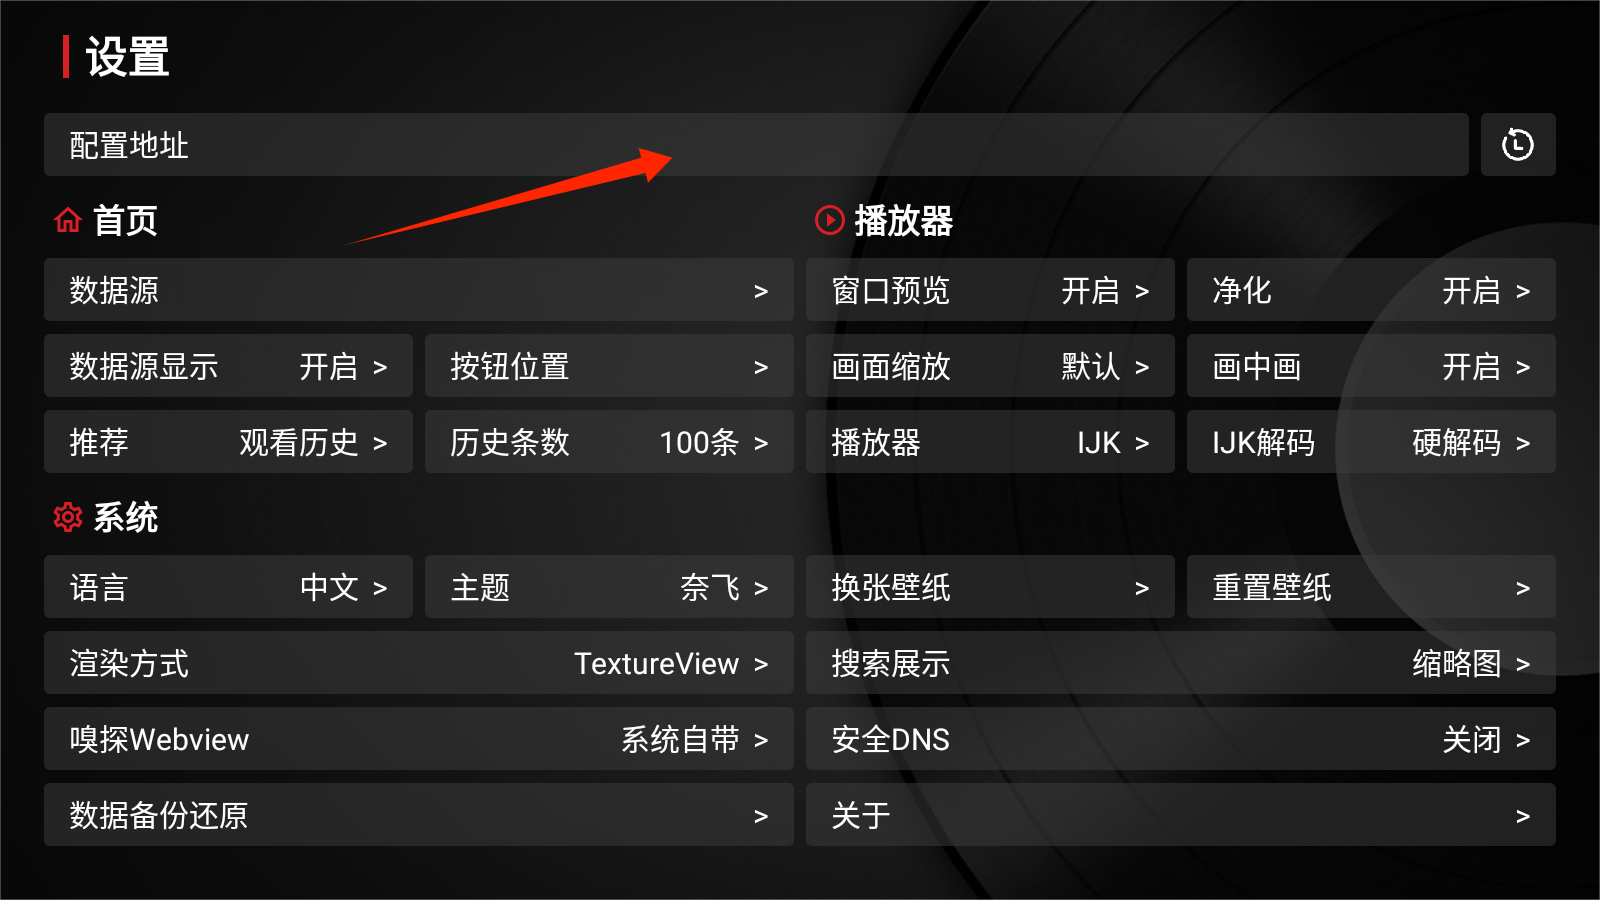 设置
配置地址
首页
数据源 >
数据源显示 开启 > 按钮位置 >
推荐 观看历史 > 历史条数 100条 >
播放器
窗口预览 开启 > 净化 开启 >
画面缩放 默认 > 画中画 开启 >
播放器 IJK > IJK解码 硬解码 >
系统
语言 中文 > 主题 奈飞 > 换张壁纸 > 重置壁纸 >
渲染方式 TextureView > 搜索展示 缩略图 >
嗅探Webview 系统自带 > 安全DNS 关闭 >
数据备份还原 > 关于 >